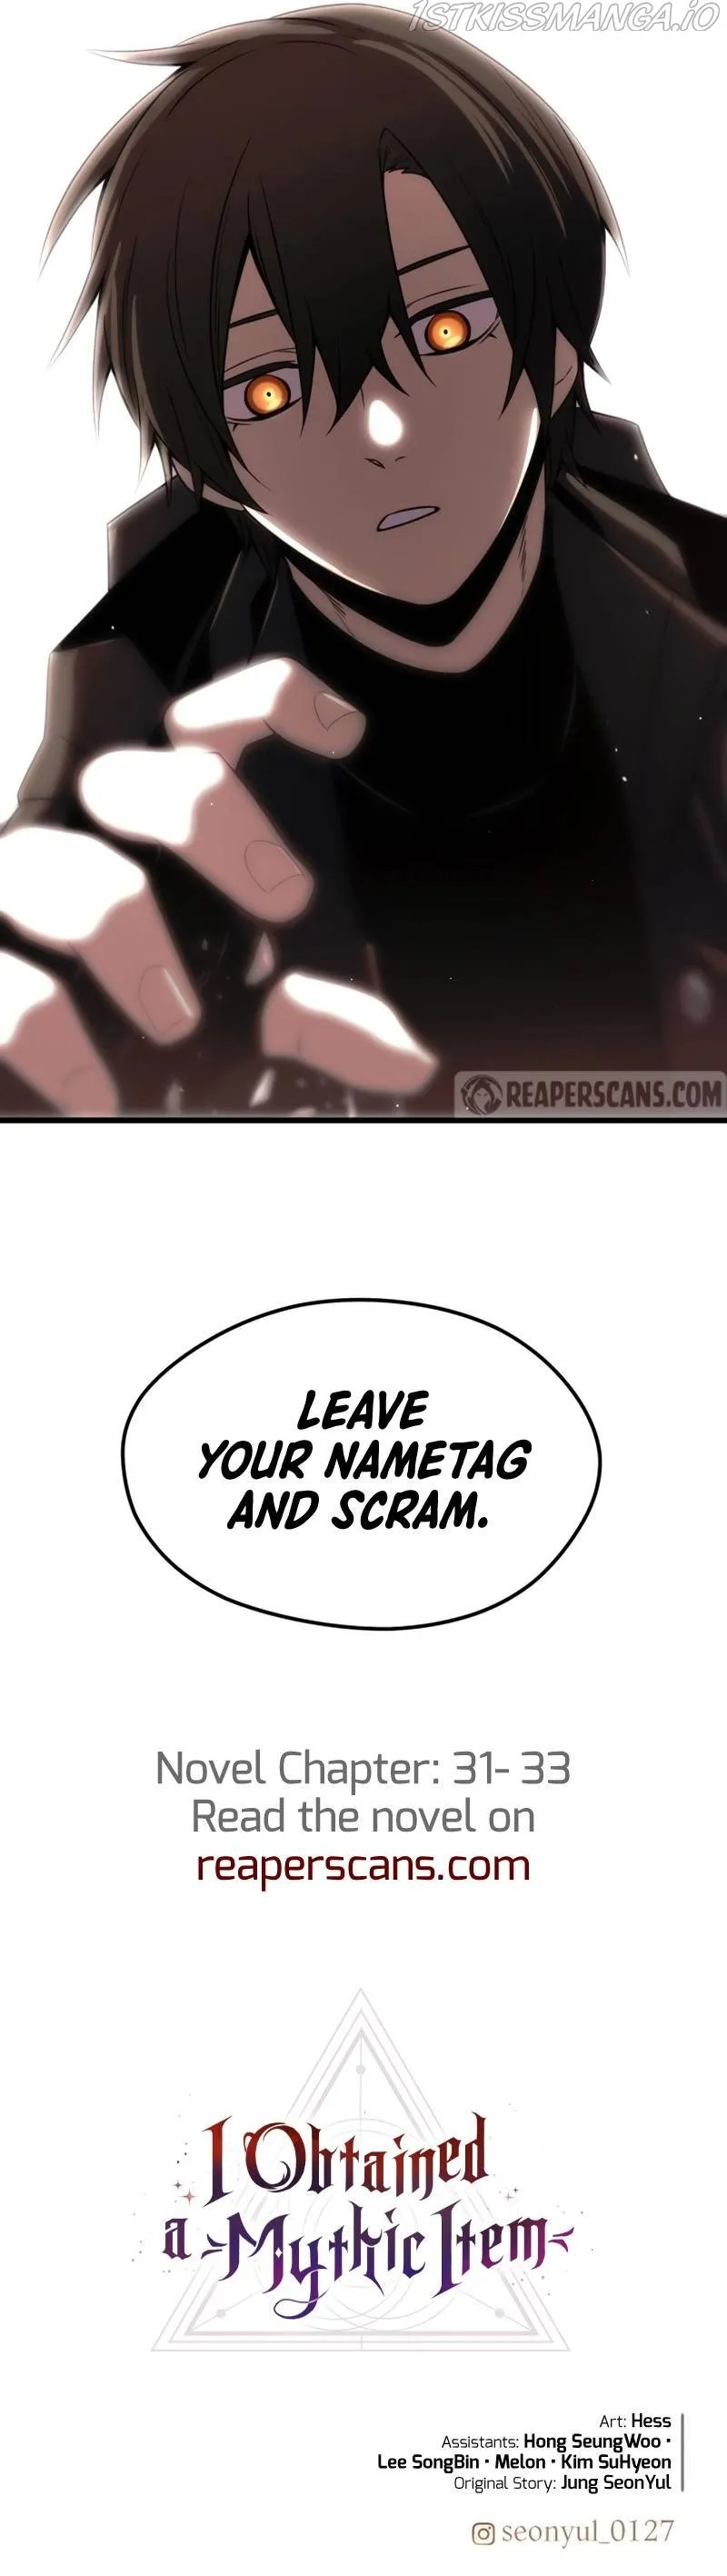 1STKISSMANGA.iO
REAPERSCANS.COM
LEAVE
YOUR NAMETAG
AND SCRAM.
Novel Chapter: 31- 33
Read the novel on
reaperscans.com
I Obtained
a Mythic Item
Art: Hess
Assistants: Hong SeungWoo •
Lee SongBin • Melon • Kim SuHyeon
Original Story: Jung SeonYul
seonyul_0127